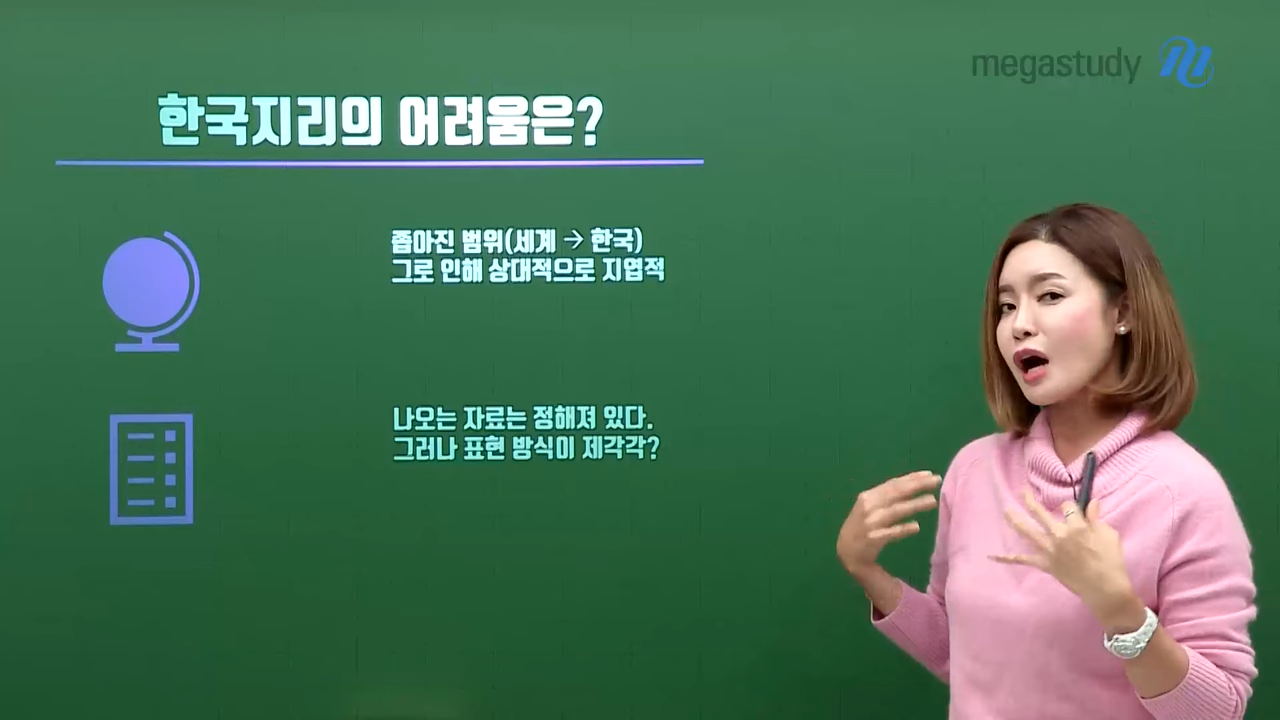 megastudy
한국지리의 어려움은?
좁아진 범위(세계 → 한국)
그로 인해 상대적으로 지엽적
나오는 자료는 정해져 있다.
그러나 표현 방식이 제각각?